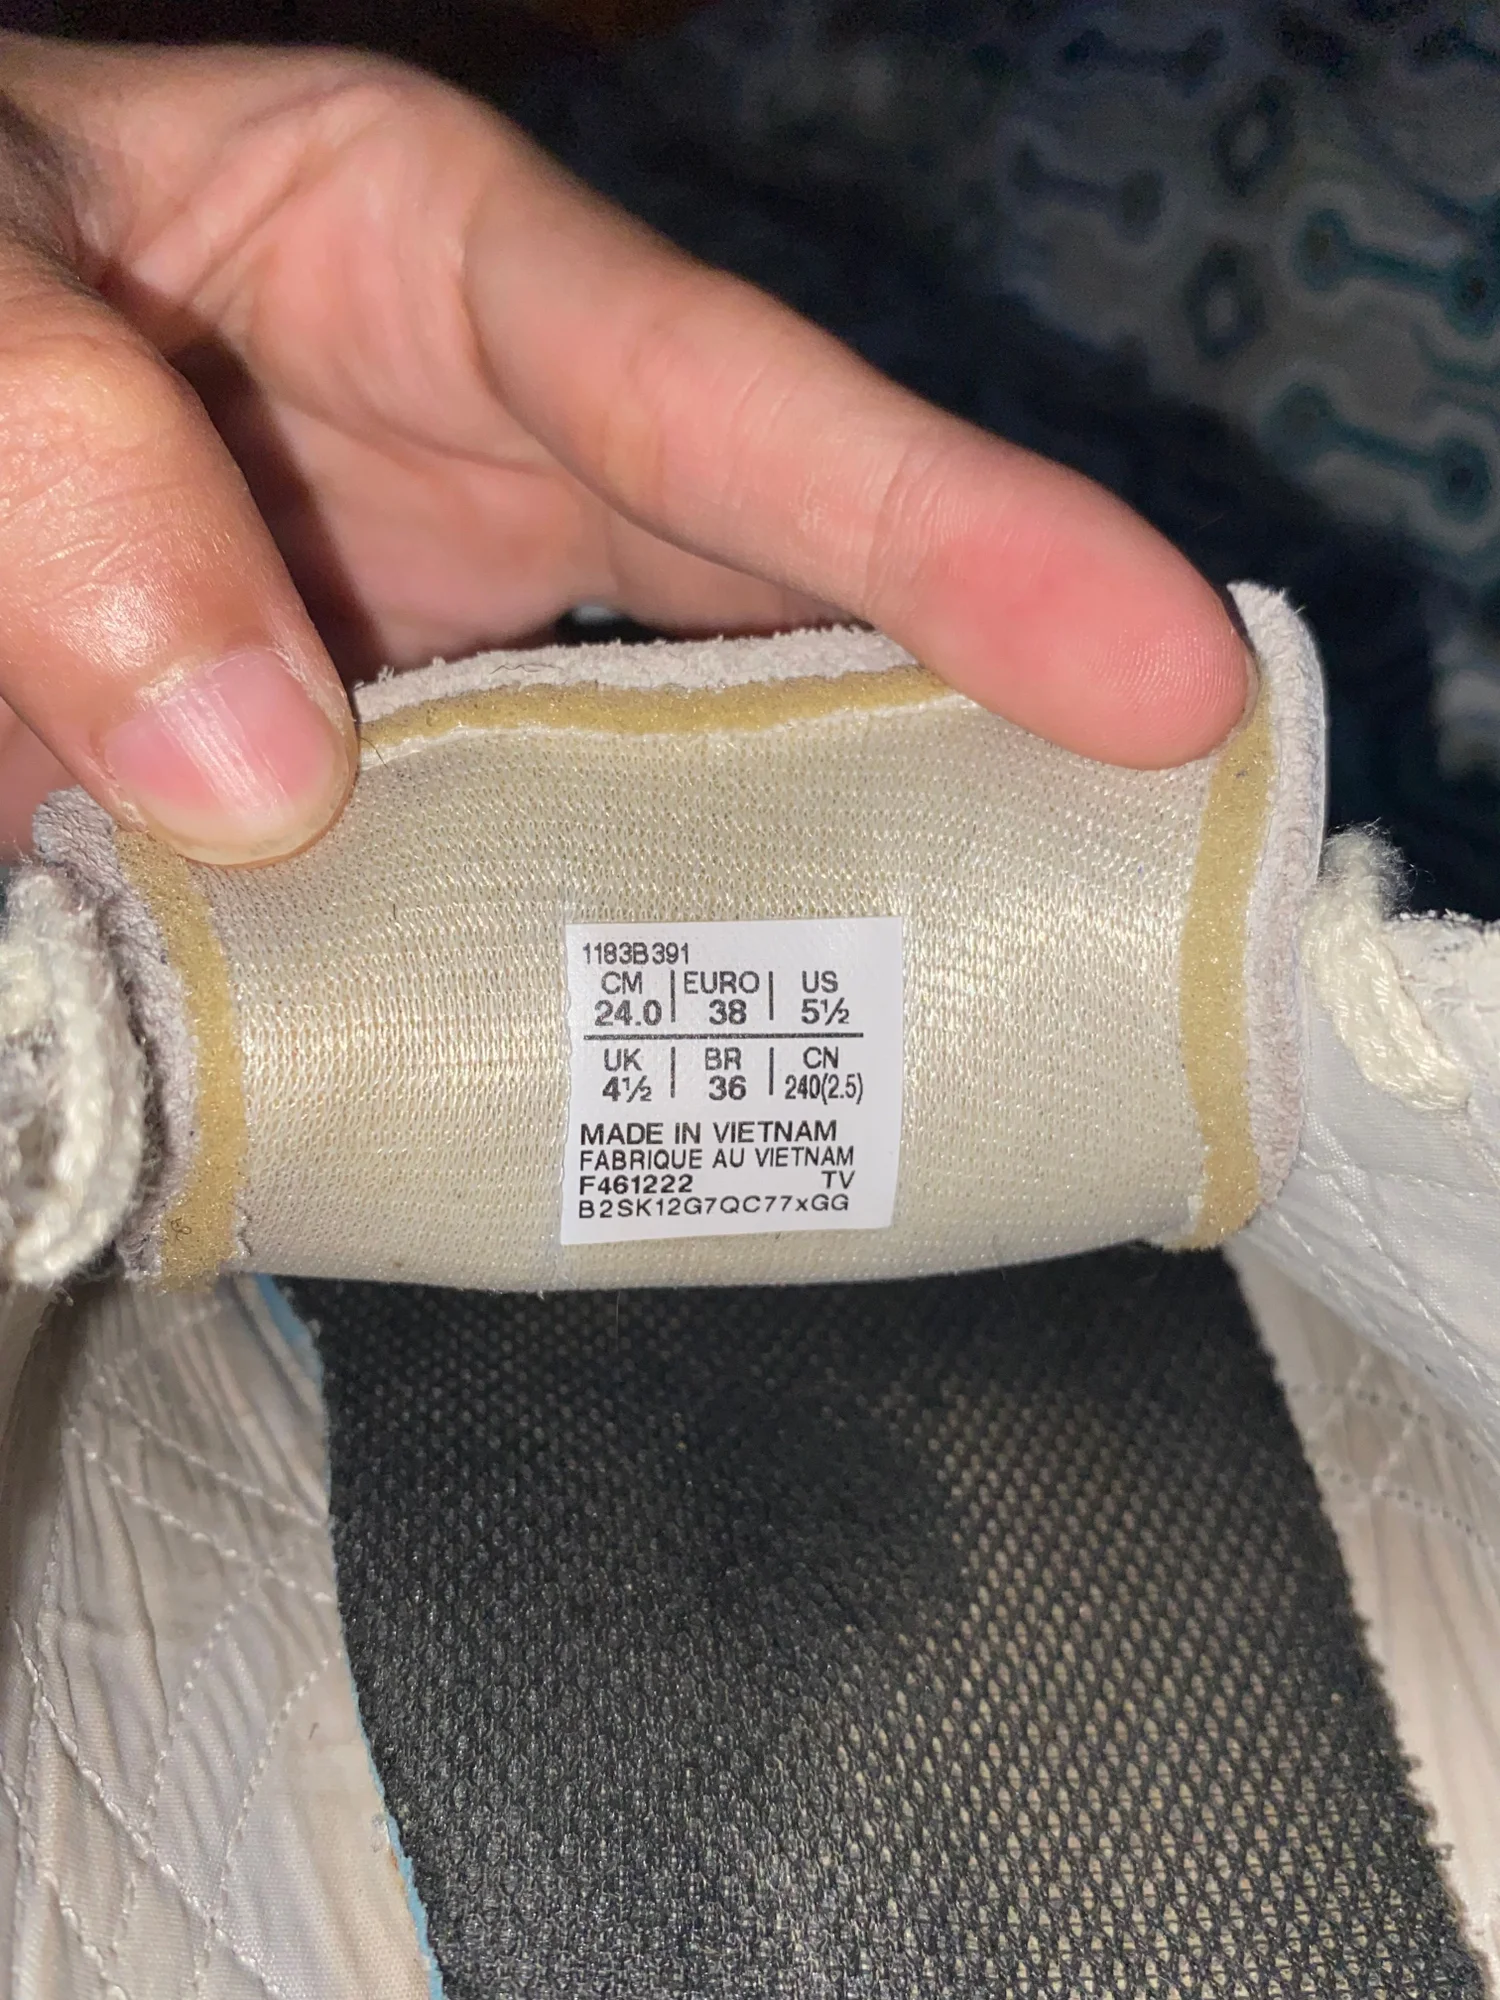 1183B391
CM | EURO | US
24.0 | 38 | 5½
UK | BR | CN
4½ | 36 | 240(2.5)
MADE IN VIETNAM
FABRIQUE AU VIETNAM
F461222 TV
B2SK12G7QC77xGG